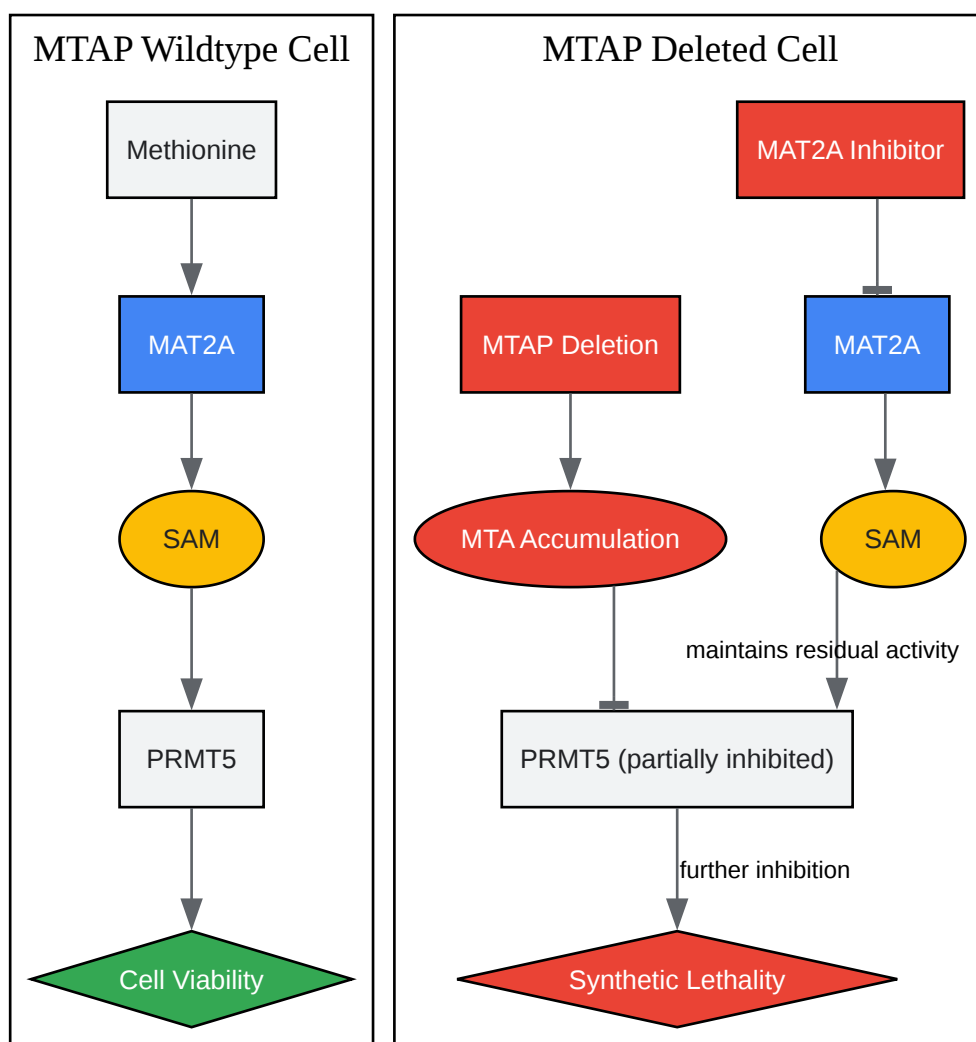 MTAP Wildtype Cell
Methionine
MAT2A
SAM
PRMT5
Cell Viability
MTAP Deleted Cell
MAT2A Inhibitor
MTAP Deletion
MAT2A
MTA Accumulation
SAM
maintains residual activity
PRMT5 (partially inhibited)
further inhibition
Synthetic Lethality